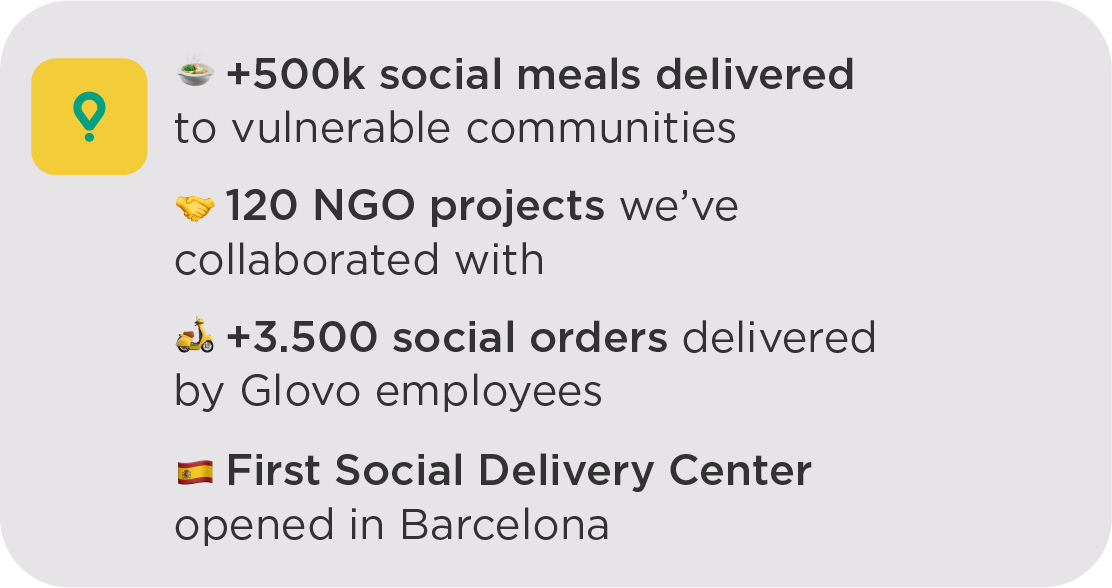 🍲 +500k social meals delivered
to vulnerable communities
🤝 120 NGO projects we’ve
collaborated with
🛵 +3.500 social orders delivered
by Glovo employees
🇪🇸 First Social Delivery Center
opened in Barcelona